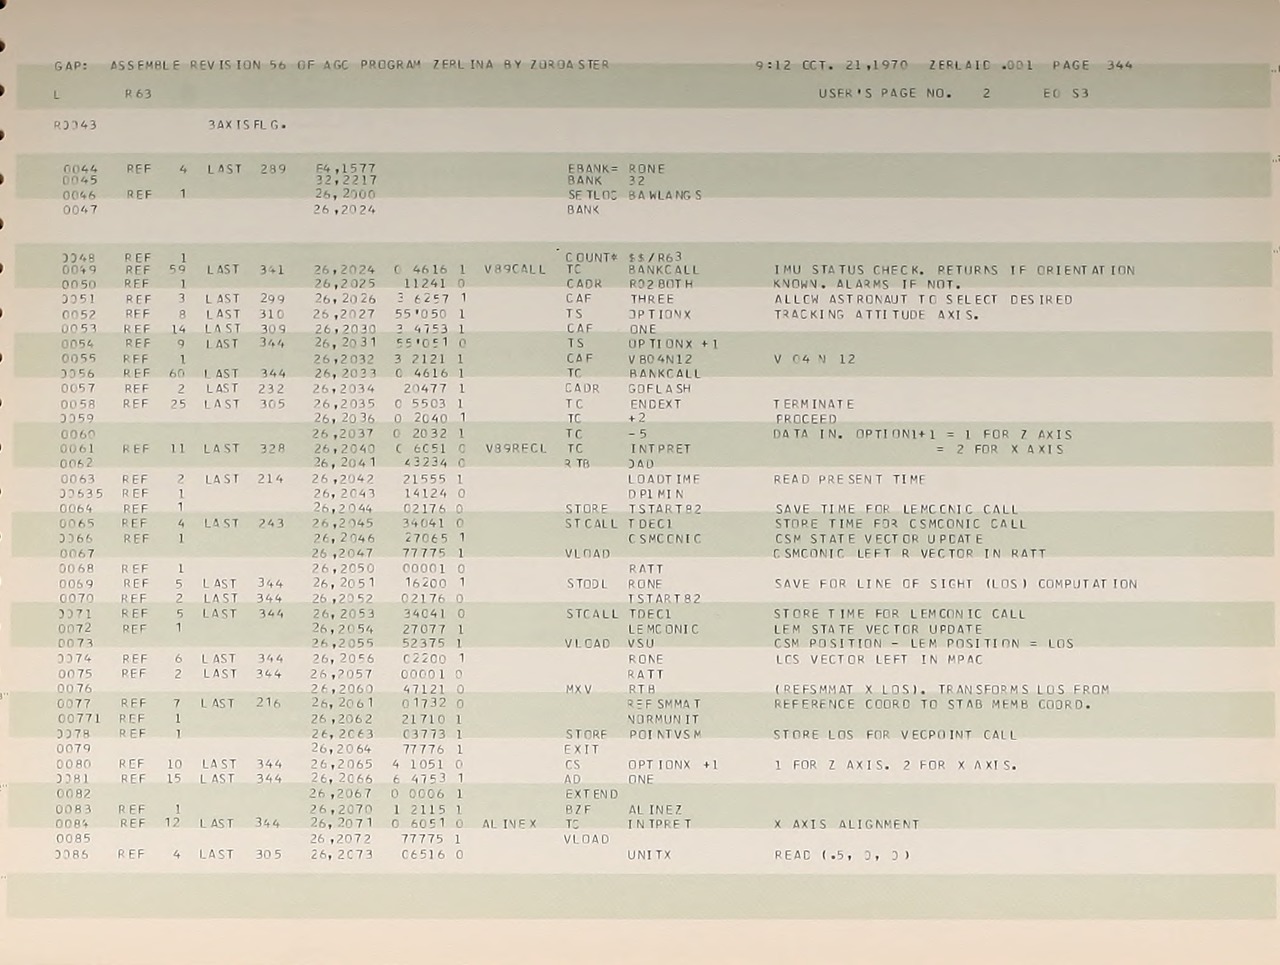 GAP: ASSEMBLE REVISION 56 OF AGC PROGRAM ZERLINA BY ZOROASTER 9:12 OCT. 21,1970 ZERLAID .001 PAGE 344
L R63 USER'S PAGE NO. 2 E0 S3
R0043 3AXISFLG.
0044 REF 4 LAST 289 E4,1577 EBANK= RONE
0045 32,2217 BANK 32
0046 REF 1 26,2000 SETLOC BAWLANGS
0047 26,2024 BANK
0048 REF 1 COUNT* $$/R63
0049 REF 59 LAST 341 26,2024 0 4616 1 V89CALL TC BANKCALL IMU STATUS CHECK. RETURNS IF ORIENTATION
0050 REF 1 26,2025 11241 0 CADR R02BOTH KNOWN. ALARMS IF NOT.
0051 REF 3 LAST 299 26,2026 3 6257 1 CAF THREE ALLOW ASTRONAUT TO SELECT DESIRED
0052 REF 8 LAST 310 26,2027 55'050 1 TS OPTIONX TRACKING ATTITUDE AXIS.
0053 REF 14 LAST 309 26,2030 3 4753 1 CAF ONE
0054 REF 9 LAST 344 26,2031 55'051 0 TS OPTIONX +1
0055 REF 1 26,2032 3 2121 1 CAF V804N12 V 04 N 12
0056 REF 60 LAST 344 26,2033 0 4616 1 TC BANKCALL
0057 REF 2 LAST 232 26,2034 20477 1 CADR GOFLASH
0058 REF 25 LAST 305 26,2035 0 5503 1 TC ENDEXT TERMINATE
0059 26,2036 0 2040 1 TC +2 PROCEED
0060 26,2037 0 2032 1 TC -5 DATA IN. OPTION1+1 = 1 FOR Z AXIS
0061 REF 11 LAST 328 26,2040 0 6051 0 V89RECL TC INTPRET = 2 FOR X AXIS
0062 26,2041 43234 0 RTB DAD
0063 REF 2 LAST 214 26,2042 21555 1 LOADTIME READ PRESENT TIME
00635 REF 1 26,2043 14124 0 DP1MIN
0064 REF 1 26,2044 02176 0 STORE TSTART82 SAVE TIME FOR LEMCONIC CALL
0065 REF 4 LAST 243 26,2045 34041 0 STCALL TDEC1 STORE TIME FOR CSMCONIC CALL
0066 REF 1 26,2046 27065 1 CSMCONIC CSM STATE VECTOR UPDATE
0067 26,2047 77775 1 VLOAD CSMCONIC LEFT R VECTOR IN RATT
0068 REF 1 26,2050 00001 0 RATT
0069 REF 5 LAST 344 26,2051 16200 1 STODL RONE SAVE FOR LINE OF SIGHT (LOS) COMPUTATION
0070 REF 2 LAST 344 26,2052 02176 0 TSTART82
0071 REF 5 LAST 344 26,2053 34041 0 STCALL TDEC1 STORE TIME FOR LEMCONIC CALL
0072 REF 1 26,2054 27077 1 LEMCONIC LEM STATE VECTOR UPDATE
0073 26,2055 52375 1 VLOAD VSU CSM POSITION - LEM POSITION = LOS
0074 REF 6 LAST 344 26,2056 02200 1 RONE LOS VECTOR LEFT IN MPAC
0075 REF 2 LAST 344 26,2057 00001 0 RATT
0076 26,2060 47121 0 MXV RTB (REFSMMAT X LOS). TRANSFORMS LOS FROM
0077 REF 7 LAST 216 26,2061 01732 0 REFSMMAT REFERENCE COORD TO STAB MEMB COORD.
00771 REF 1 26,2062 21710 1 NORMUNIT
0078 REF 1 26,2063 03773 1 STORE POINTVSM STORE LOS FOR VECPOINT CALL
0079 26,2064 77776 1 EXIT
0080 REF 10 LAST 344 26,2065 4 1051 0 CS OPTIONX +1 1 FOR Z AXIS. 2 FOR X AXIS.
0081 REF 15 LAST 344 26,2066 6 4753 1 AD ONE
0082 26,2067 0 0006 1 EXTEND
0083 REF 1 26,2070 1 2115 1 BZF ALINEZ
0084 REF 12 LAST 344 26,2071 0 6051 0 ALINEX TC INTPRET X AXIS ALIGNMENT
0085 26,2072 77775 1 VLOAD
0086 REF 4 LAST 305 26,2073 06516 0 UNITX READ (.5, 0, 0)